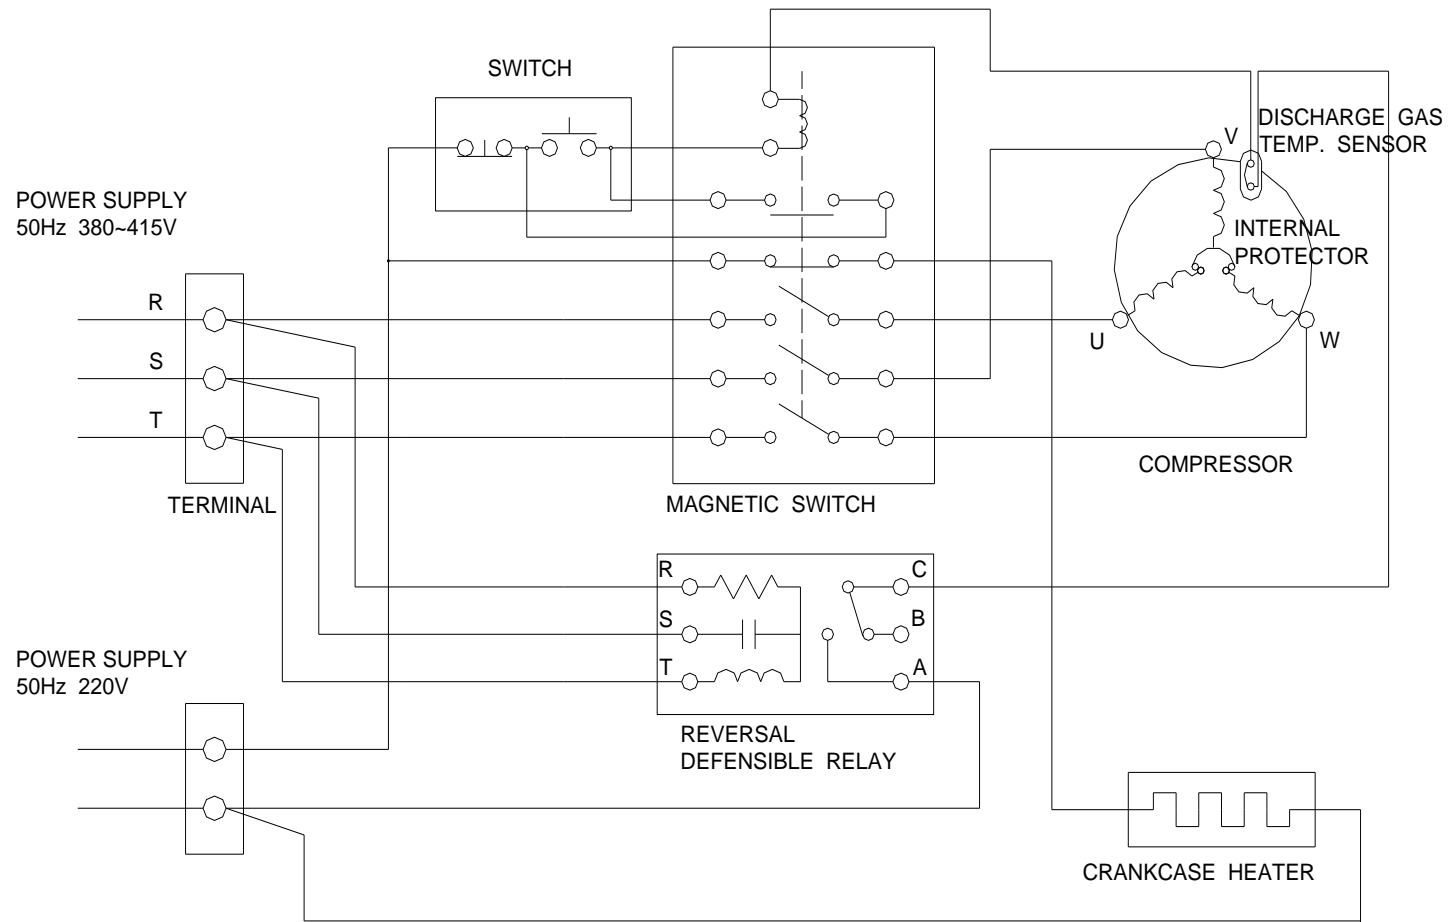 SWITCH
DISCHARGE GAS
TEMP. SENSOR
V
POWER SUPPLY
50Hz 380~415V
INTERNAL
PROTECTOR
R
U
W
S
T
COMPRESSOR
TERMINAL
MAGNETIC SWITCH
R
C
S
B
T
A
POWER SUPPLY
50Hz 220V
REVERSAL
DEFENSIBLE RELAY
CRANKCASE HEATER